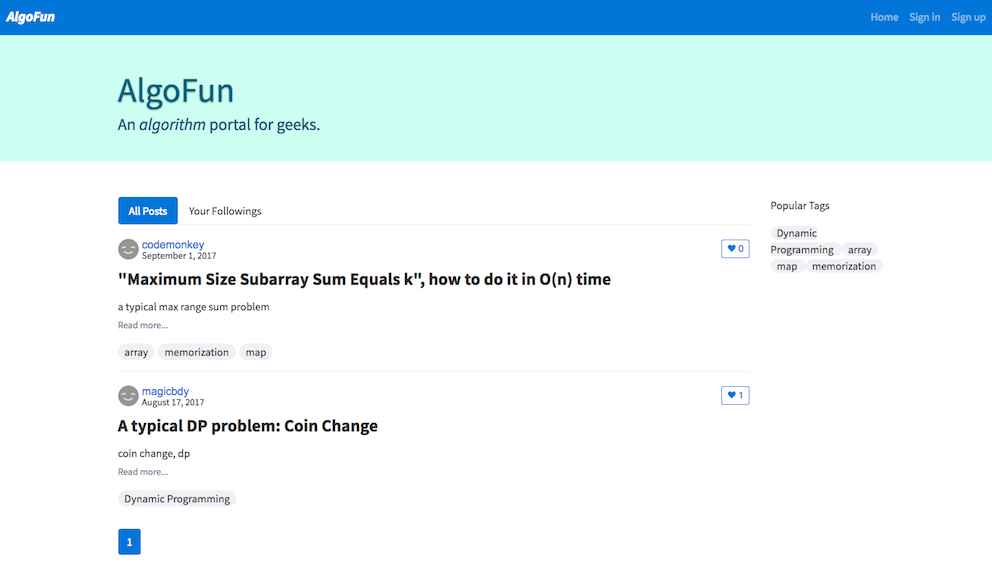 AlgoFun
Home Sign in Sign up
AlgoFun
An algorithm portal for geeks.
All Posts Your Followings
codemonkey
September 1, 2017
0
"Maximum Size Subarray Sum Equals k", how to do it in O(n) time
a typical max range sum problem
Read more...
array memorization map
magicbdy
August 17, 2017
1
A typical DP problem: Coin Change
coin change, dp
Read more...
Dynamic Programming
1
Popular Tags
Dynamic
Programming array
map memorization